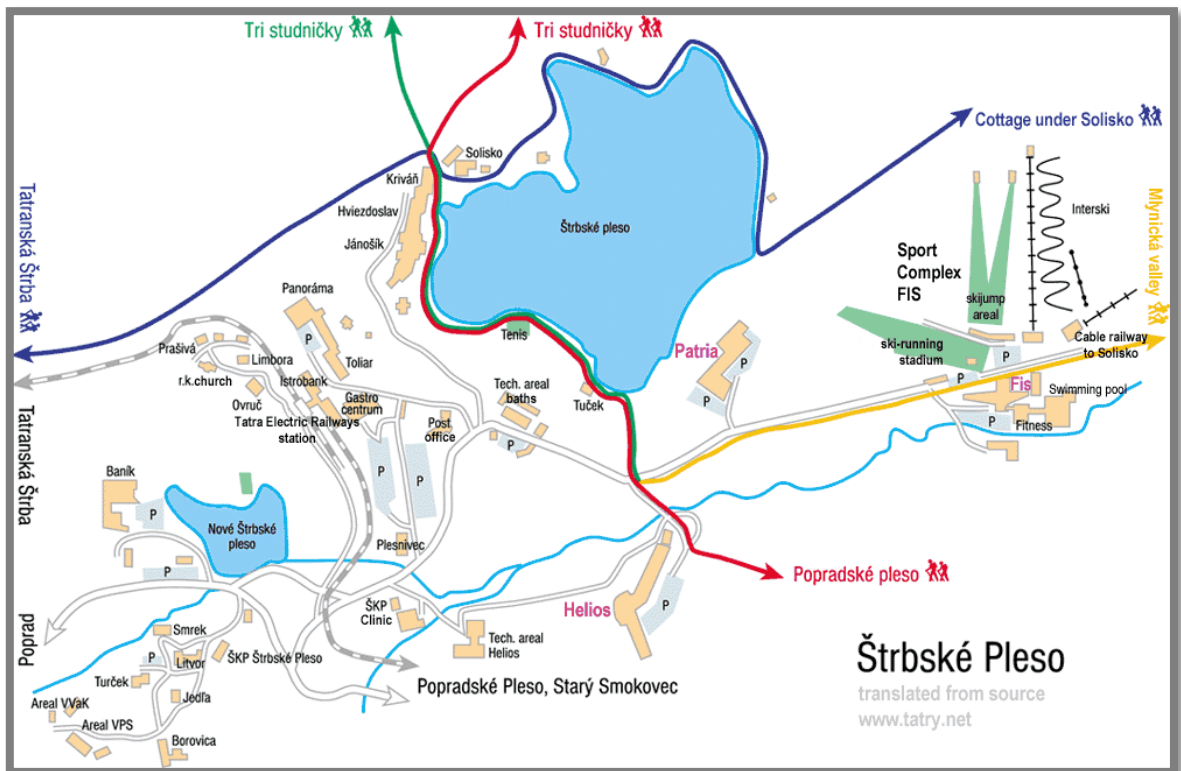 Tri studničky
Tri studničky
Cottage under Solisko
Solisko
Kriváň
Hviezdoslav
Jánošík
Štrbské pleso
Interski
Mlynická valley
Sport
Complex
FIS
skijump
areal
Tatranská Štrba
Panoráma
P
Prašivá
Limbora
Toliar
r.k.church
Istrobank
Ovruč
Gastro
centrum
Tatra Electric Railways
station
Tenis
Patria
P
P
Tech. areal
baths
Tuček
Post
office
P
ski-running
stadium
Cable railway
to Solisko
P
P
Fis
Swimming pool
P
Fitness
Tatranská Štrba
Baník
P
P
P
Nové Štrbské
pleso
Plesnivec
P
Popradské pleso
Helios
P
ŠKP
Clinic
Tech. areal
Helios
Poprad
Smrek
P
Litvor
ŠKP Štrbské Pleso
Turček
Jedľa
Areal VVaK
Areal VPS
Borovica
Popradské Pleso, Starý Smokovec
Štrbské Pleso
translated from source
www.tatry.net